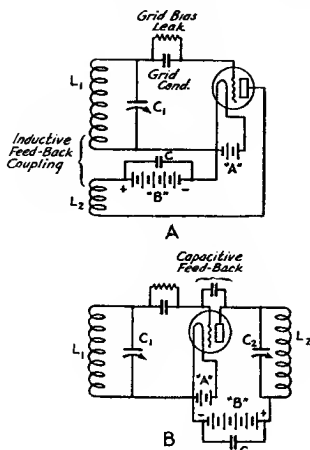 Grid Bias
Leak
L1
Grid
Cond.
C1
Inductive
Feed-Back
Coupling
C
"A"
+
-
"B"
L2
A
Capacitive
Feed-Back
L1
C1
C2
L2
"A"
"B"
-
+
B
C